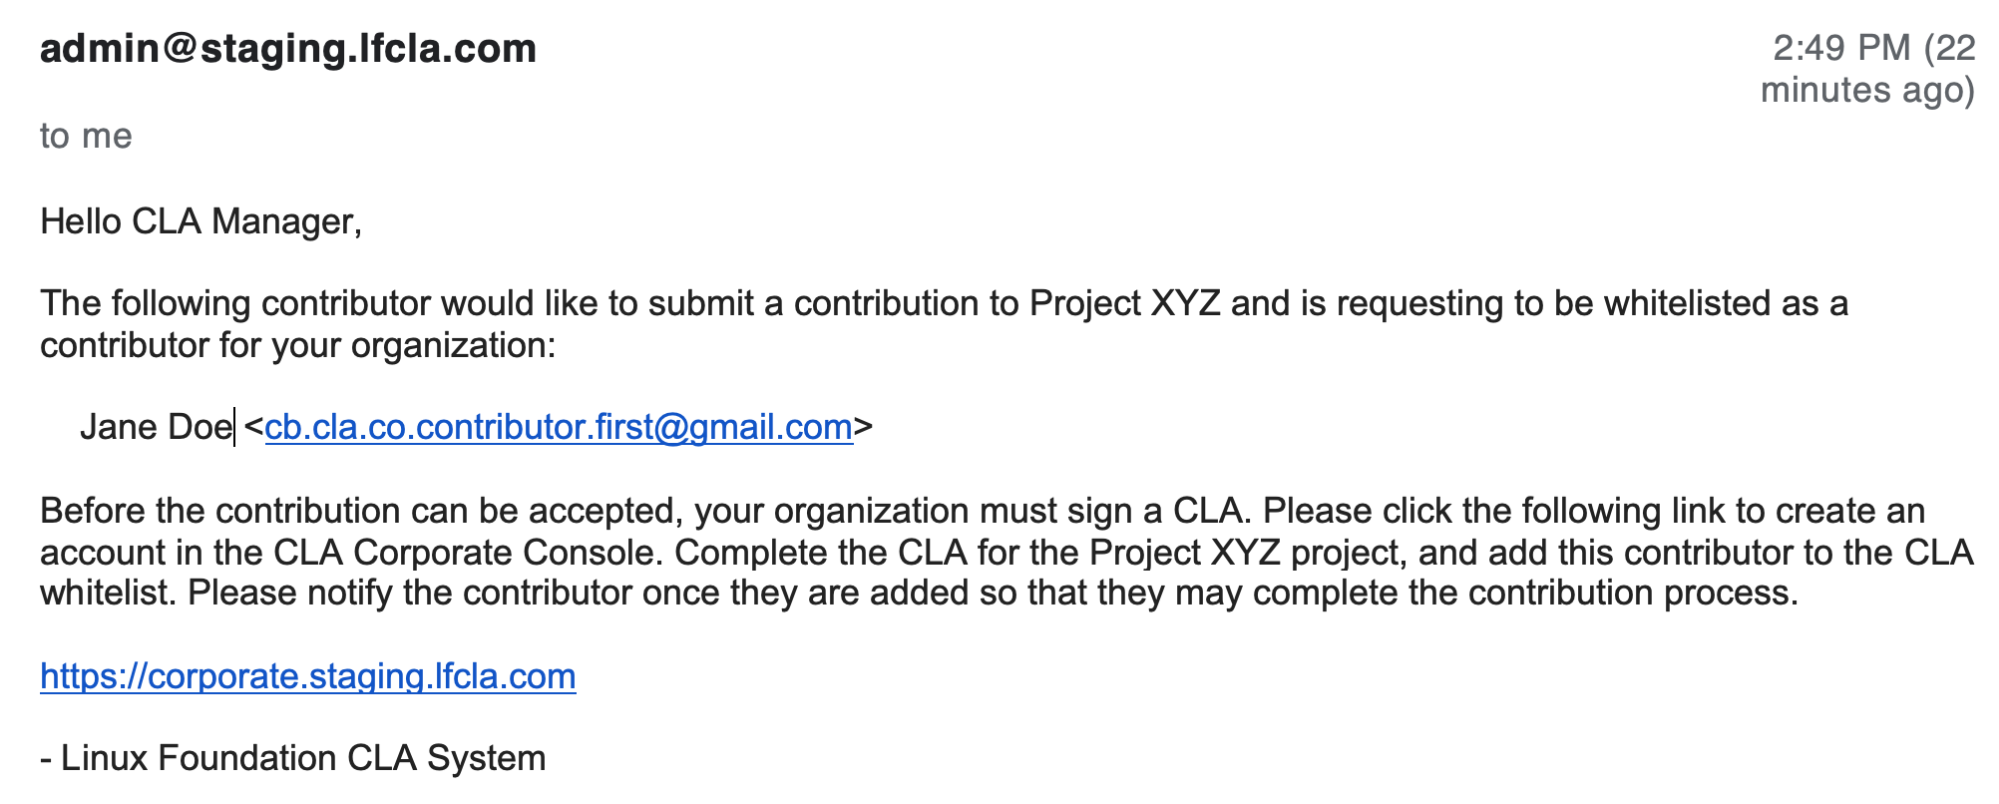 admin@staging.lfcla.com
2:49 PM (22
minutes ago)
to me
Hello CLA Manager,
The following contributor would like to submit a contribution to Project XYZ and is requesting to be whitelisted as a
contributor for your organization:
Jane Doe <cb.cla.co.contributor.first@gmail.com>
Before the contribution can be accepted, your organization must sign a CLA. Please click the following link to create an
account in the CLA Corporate Console. Complete the CLA for the Project XYZ project, and add this contributor to the CLA
whitelist. Please notify the contributor once they are added so that they may complete the contribution process.
https://corporate.staging.lfcla.com
- Linux Foundation CLA System